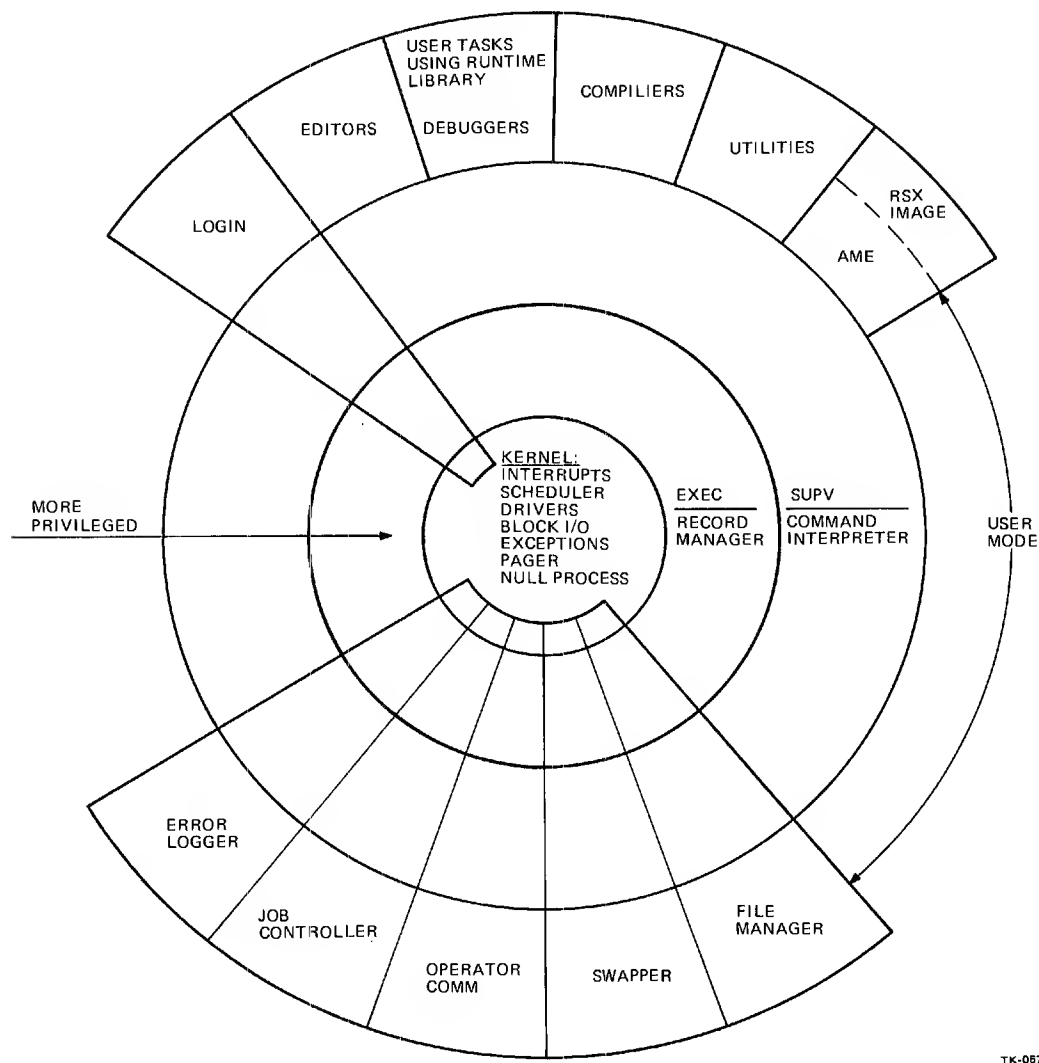 USER TASKS
USING RUNTIME
LIBRARY
DEBUGGERS
COMPILIERS
EDITORS
UTILITIES
RSX
IMAGE
LOGIN
AME
KERNEL:
INTERRUPTS
SCHEDULER
DRIVERS
BLOCK I/O
EXCEPTIONS
PAGER
NULL PROCESS
EXEC
RECORD
MANAGER
SUPV
COMMAND
INTERPRETER
MORE
PRIVILEGED
USER
MODE
ERROR
LOGGER
JOB
CONTROLLER
OPERATOR
COMM
SWAPPER
FILE
MANAGER